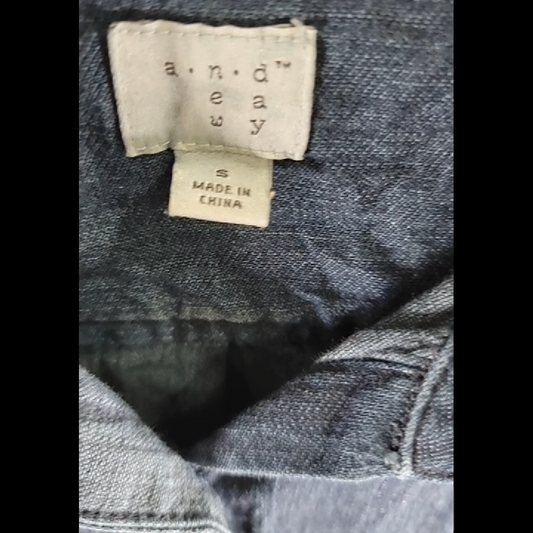 a · n · d™
e a
w y
S
MADE IN
CHINA